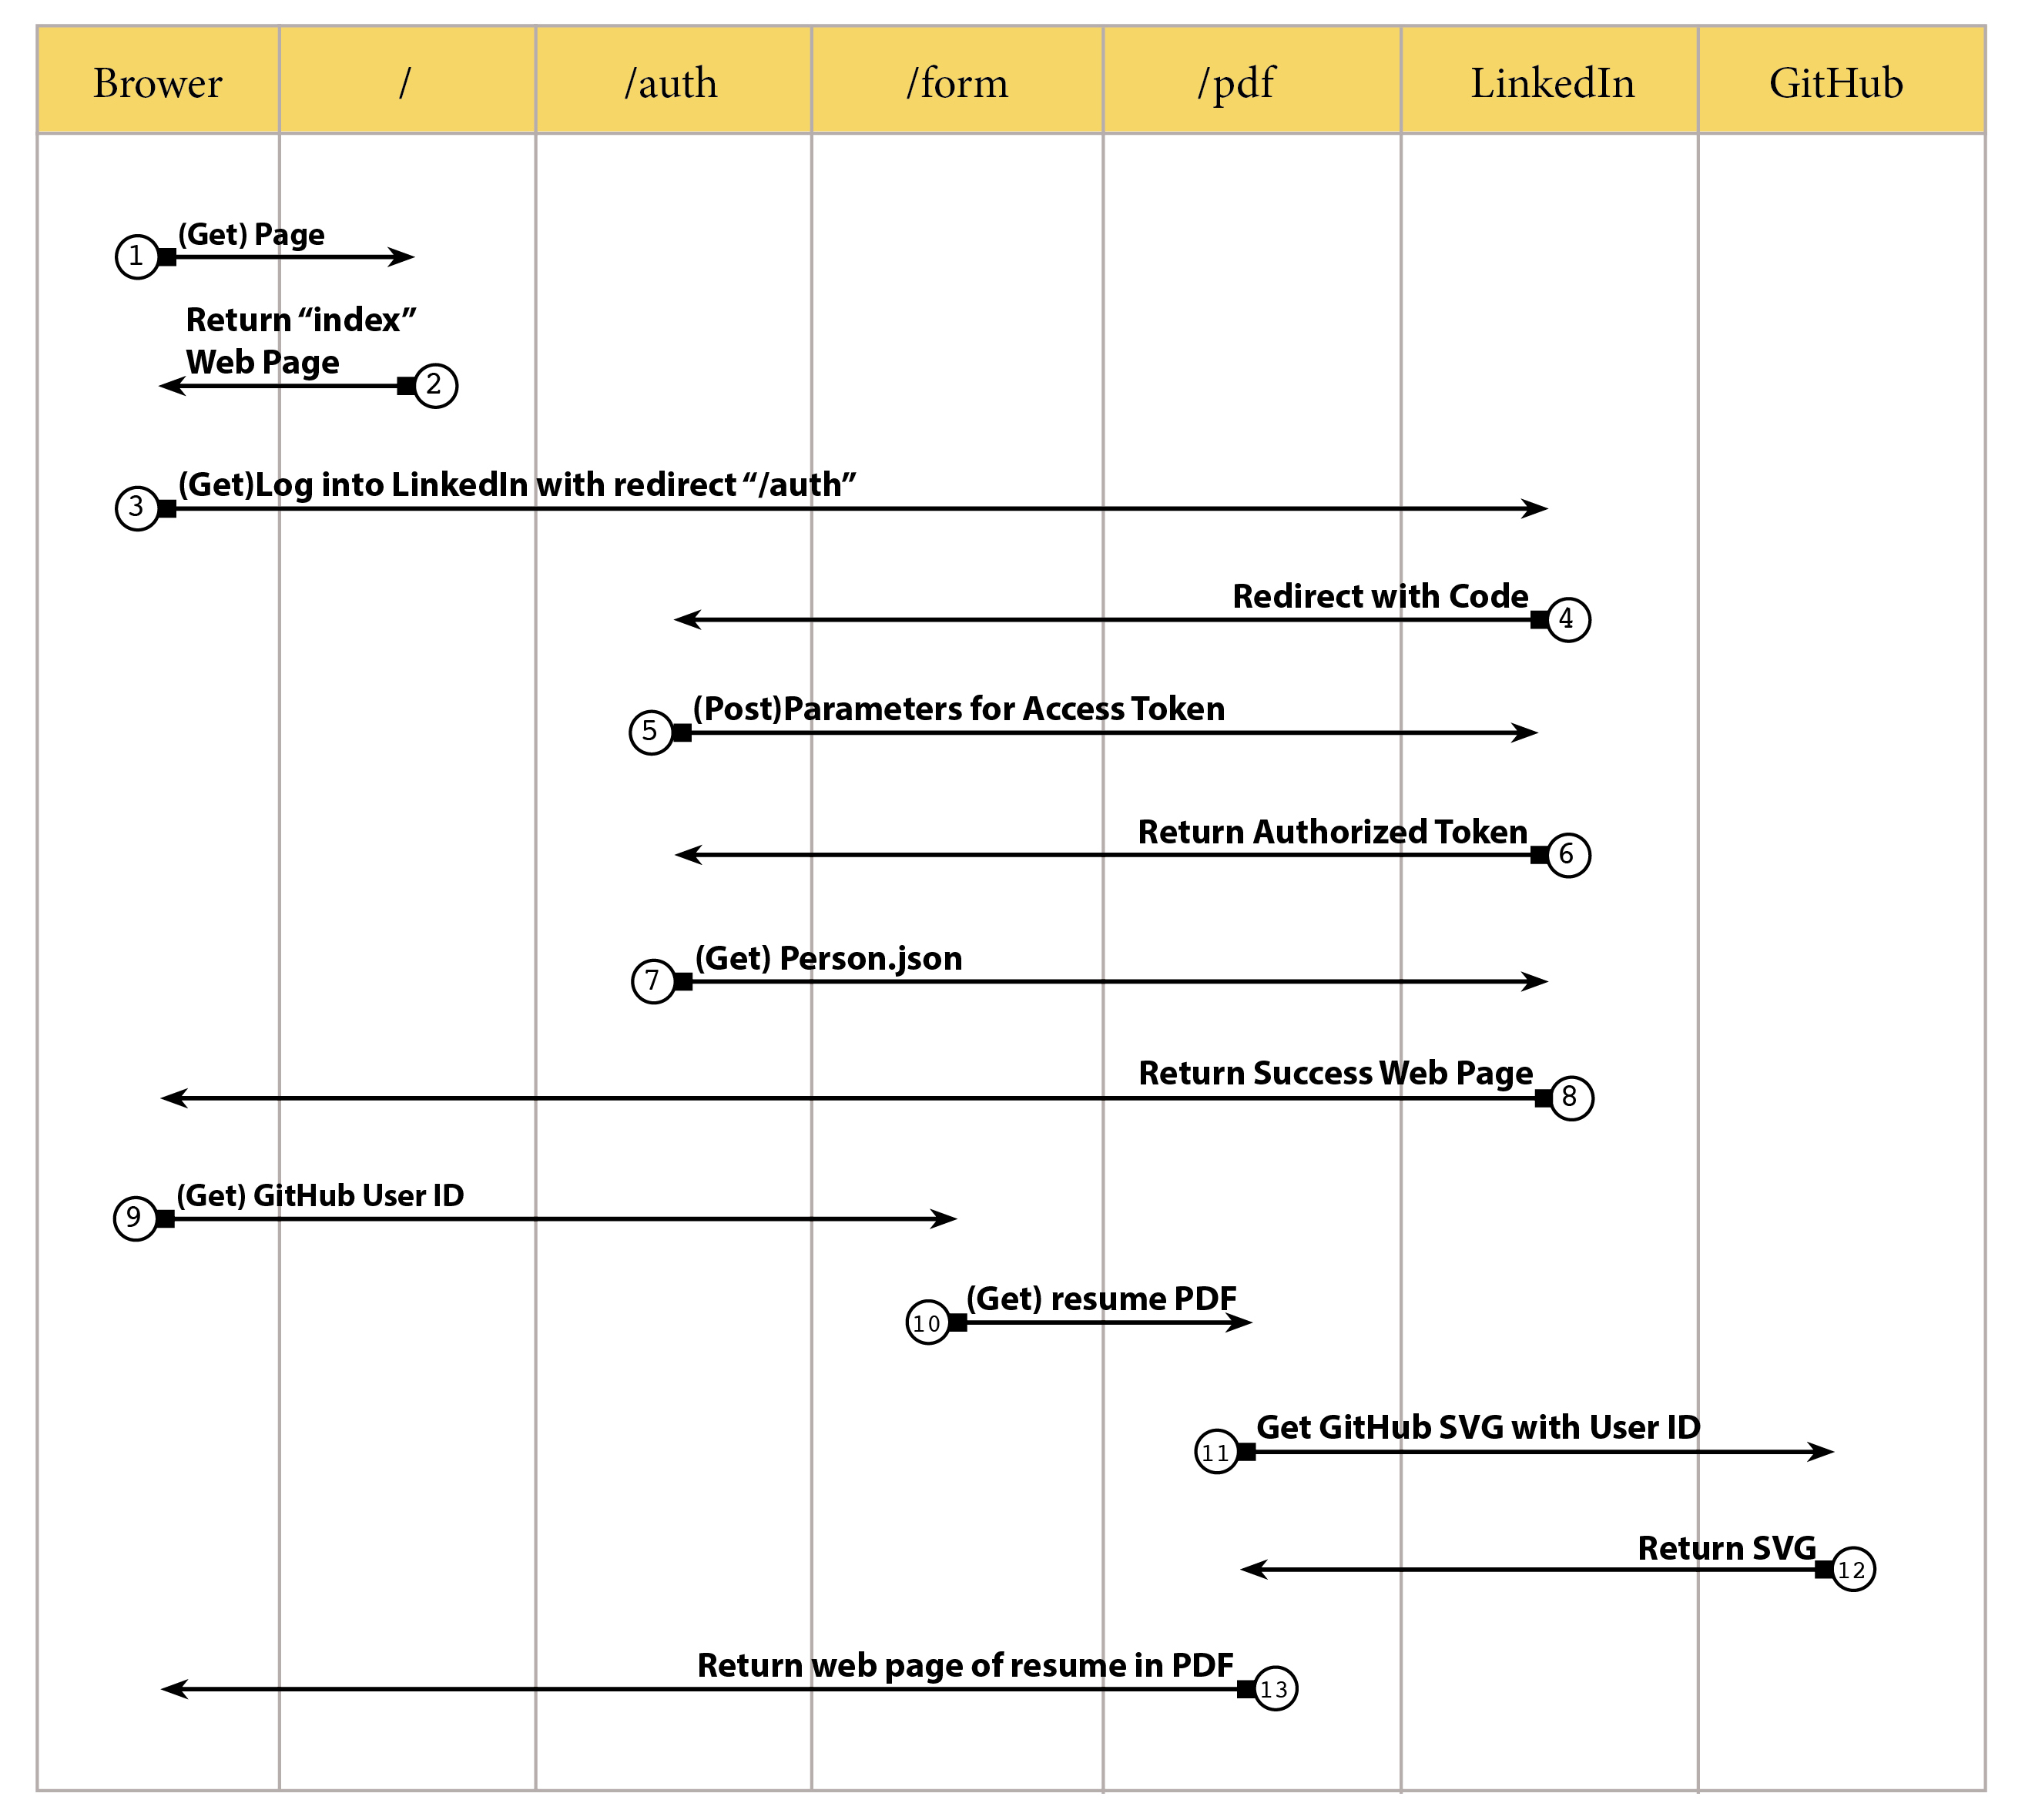 Brower / /auth /form /pdf LinkedIn GitHub
(Get) Page
1
Return “index”
Web Page
2
(Get)Log into LinkedIn with redirect “/auth”
3
Redirect with Code
4
(Post)Parameters for Access Token
5
Return Authorized Token
6
(Get) Person.json
7
Return Success Web Page
8
(Get) GitHub User ID
9
(Get) resume PDF
10
Get GitHub SVG with User ID
11
Return SVG
12
Return web page of resume in PDF
13